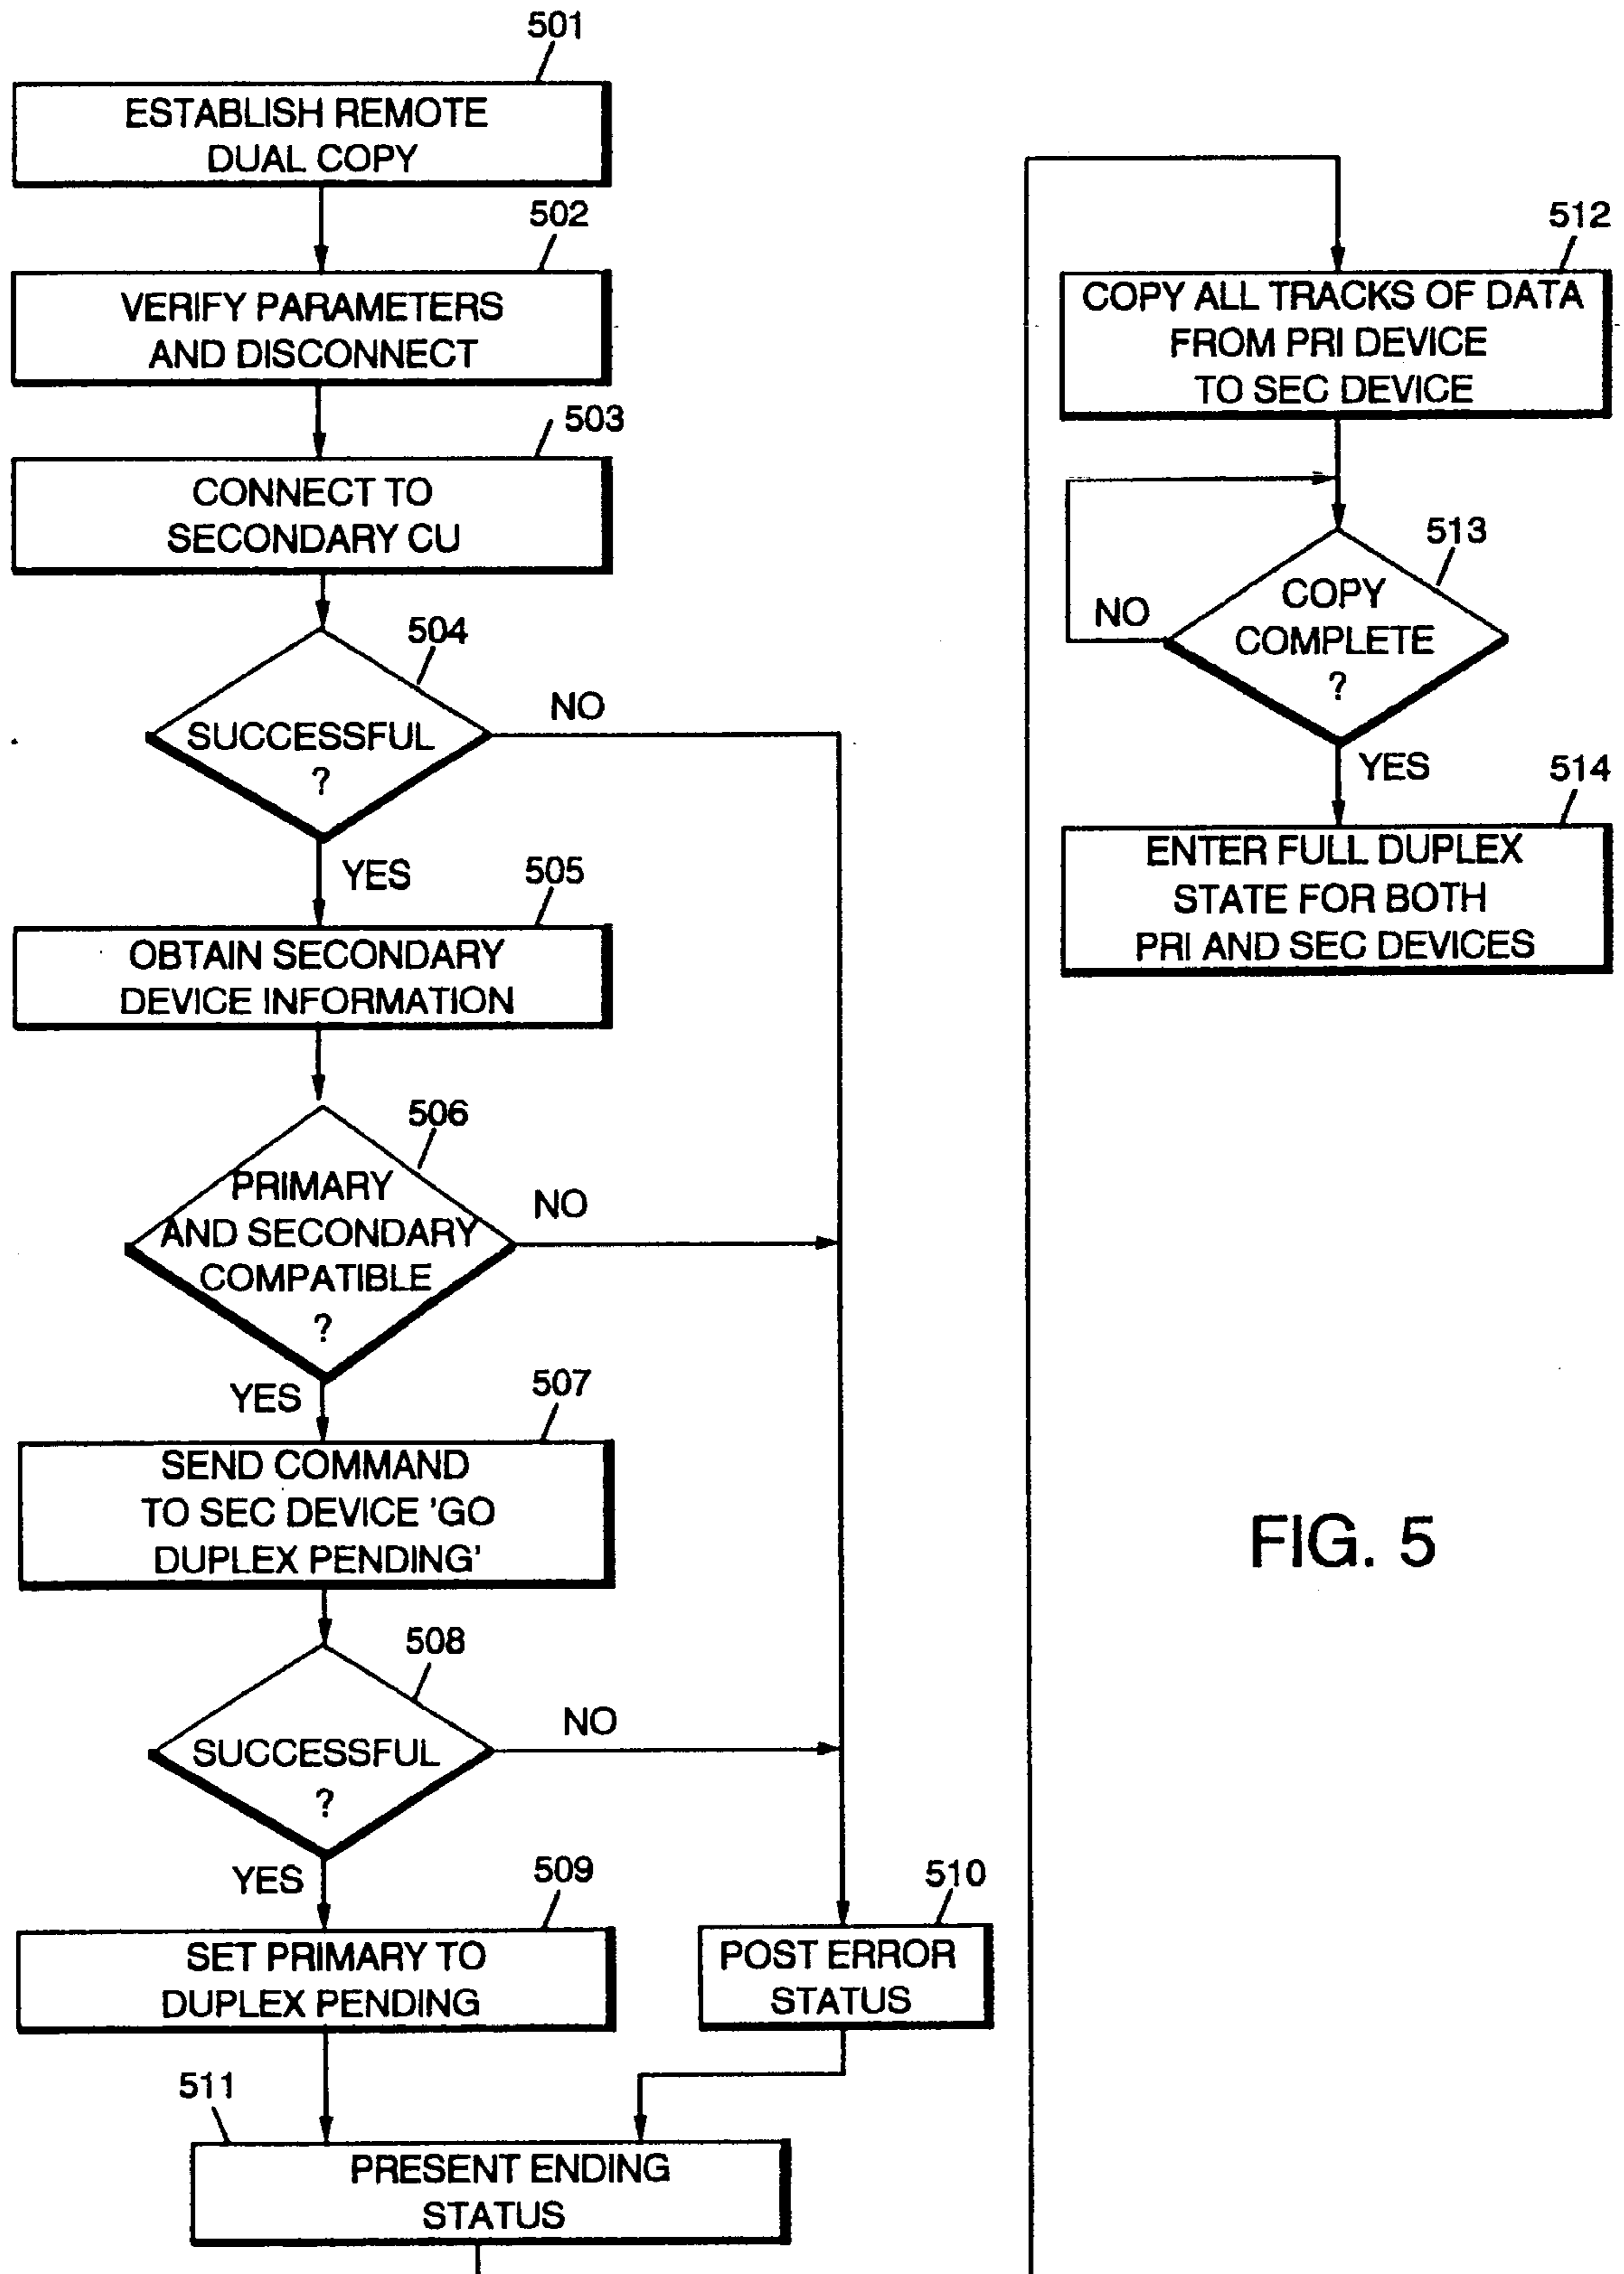 501
ESTABLISH REMOTE
DUAL COPY
502
VERIFY PARAMETERS
AND DISCONNECT
503
CONNECT TO
SECONDARY CU
504
SUCCESSFUL
?
NO
YES
505
OBTAIN SECONDARY
DEVICE INFORMATION
506
PRIMARY
AND SECONDARY
COMPATIBLE
?
NO
YES
507
SEND COMMAND
TO SEC DEVICE 'GO
DUPLEX PENDING'
508
SUCCESSFUL
?
NO
YES
509
SET PRIMARY TO
DUPLEX PENDING
510
POST ERROR
STATUS
511
PRESENT ENDING
STATUS
512
COPY ALL TRACKS OF DATA
FROM PRI DEVICE
TO SEC DEVICE
513
COPY
COMPLETE
?
NO
YES
514
ENTER FULL DUPLEX
STATE FOR BOTH
PRI AND SEC DEVICES
FIG. 5